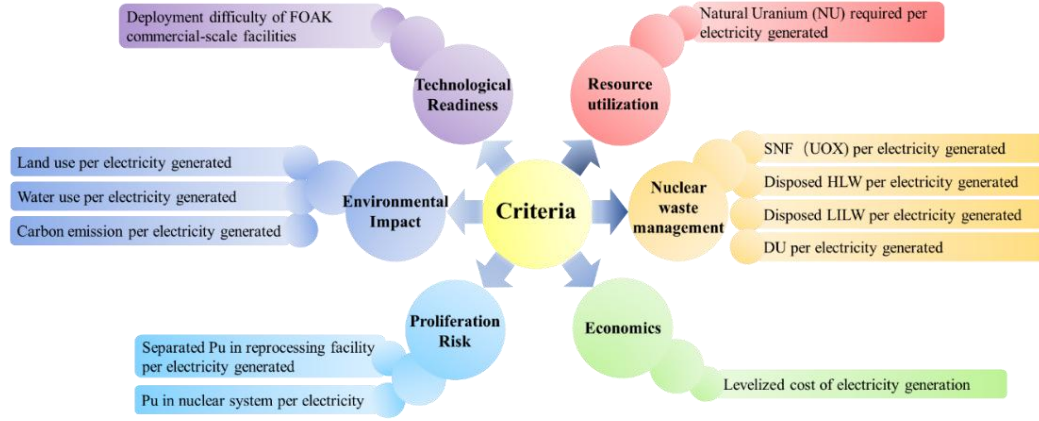 Deployment difficulty of FOAK
commercial-scale facilities
Technological
Readiness
Natural Uranium (NU) required per
electricity generated
Resource
utilization
Land use per electricity generated
Water use per electricity generated
Carbon emission per electricity generated
Environmental
Impact
Criteria
Nuclear
waste
management
SNF（UOX) per electricity generated
Disposed HLW per electricity generated
Disposed LILW per electricity generated
DU per electricity generated
Proliferation
Risk
Separated Pu in reprocessing facility
per electricity generated
Pu in nuclear system per electricity
Economics
Levelized cost of electricity generation